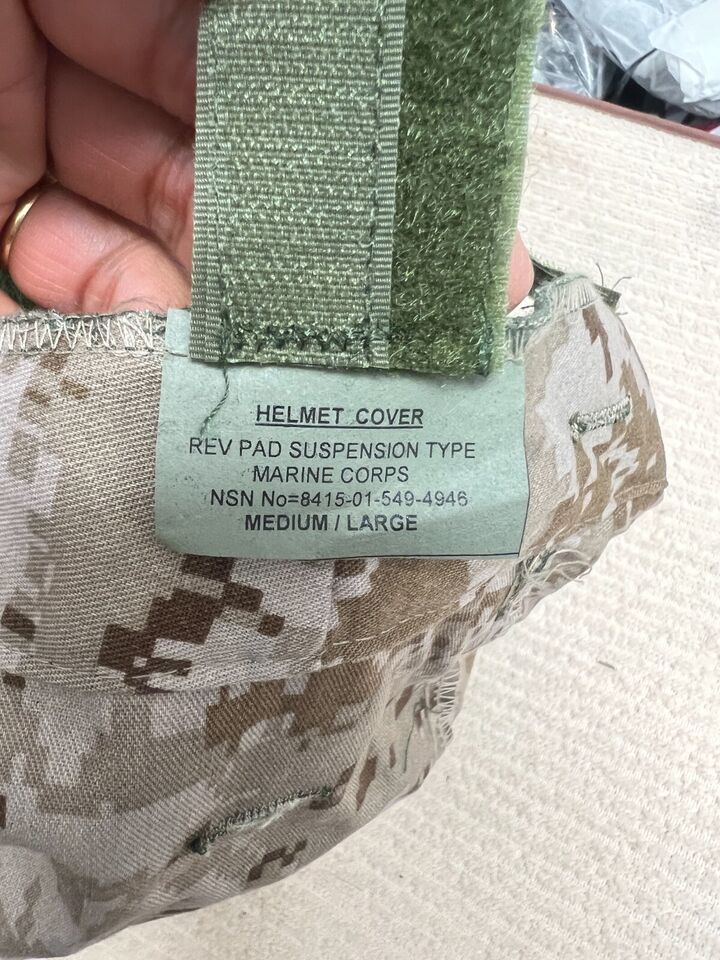 HELMET COVER
REV PAD SUSPENSION TYPE
MARINE CORPS
NSN No=8415-01-549-4946
MEDIUM / LARGE